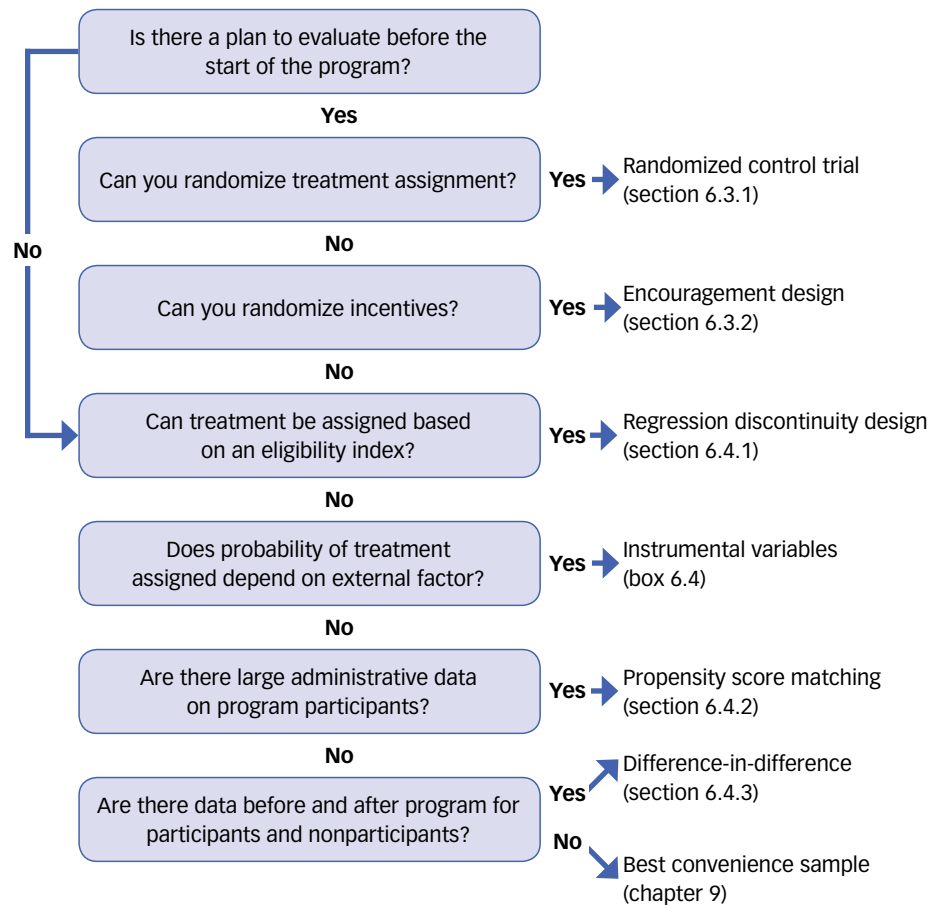 Is there a plan to evaluate before the
start of the program?
Yes
Can you randomize treatment assignment?
Yes
Randomized control trial
(section 6.3.1)
No
No
Can you randomize incentives?
Yes
Encouragement design
(section 6.3.2)
No
Can treatment be assigned based
on an eligibility index?
Yes
Regression discontinuity design
(section 6.4.1)
No
Does probability of treatment
assigned depend on external factor?
Yes
Instrumental variables
(box 6.4)
No
Are there large administrative data
on program participants?
Yes
Propensity score matching
(section 6.4.2)
No
Are there data before and after program for
participants and nonparticipants?
Yes
Difference-in-difference
(section 6.4.3)
No
Best convenience sample
(chapter 9)